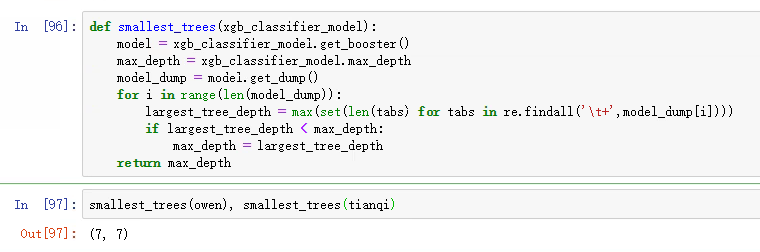 In [96]: def smallest_trees(xgb_classifier_model):
    model = xgb_classifier_model.get_booster()
    max_depth = xgb_classifier_model.max_depth
    model_dump = model.get_dump()
    for i in range(len(model_dump)):
        largest_tree_depth = max(set(len(tabs) for tabs in re.findall('\t+',model_dump[i])))
        if largest_tree_depth < max_depth:
            max_depth = largest_tree_depth
    return max_depth
In [97]: smallest_trees(owen), smallest_trees(tianqi)
Out[97]: (7, 7)